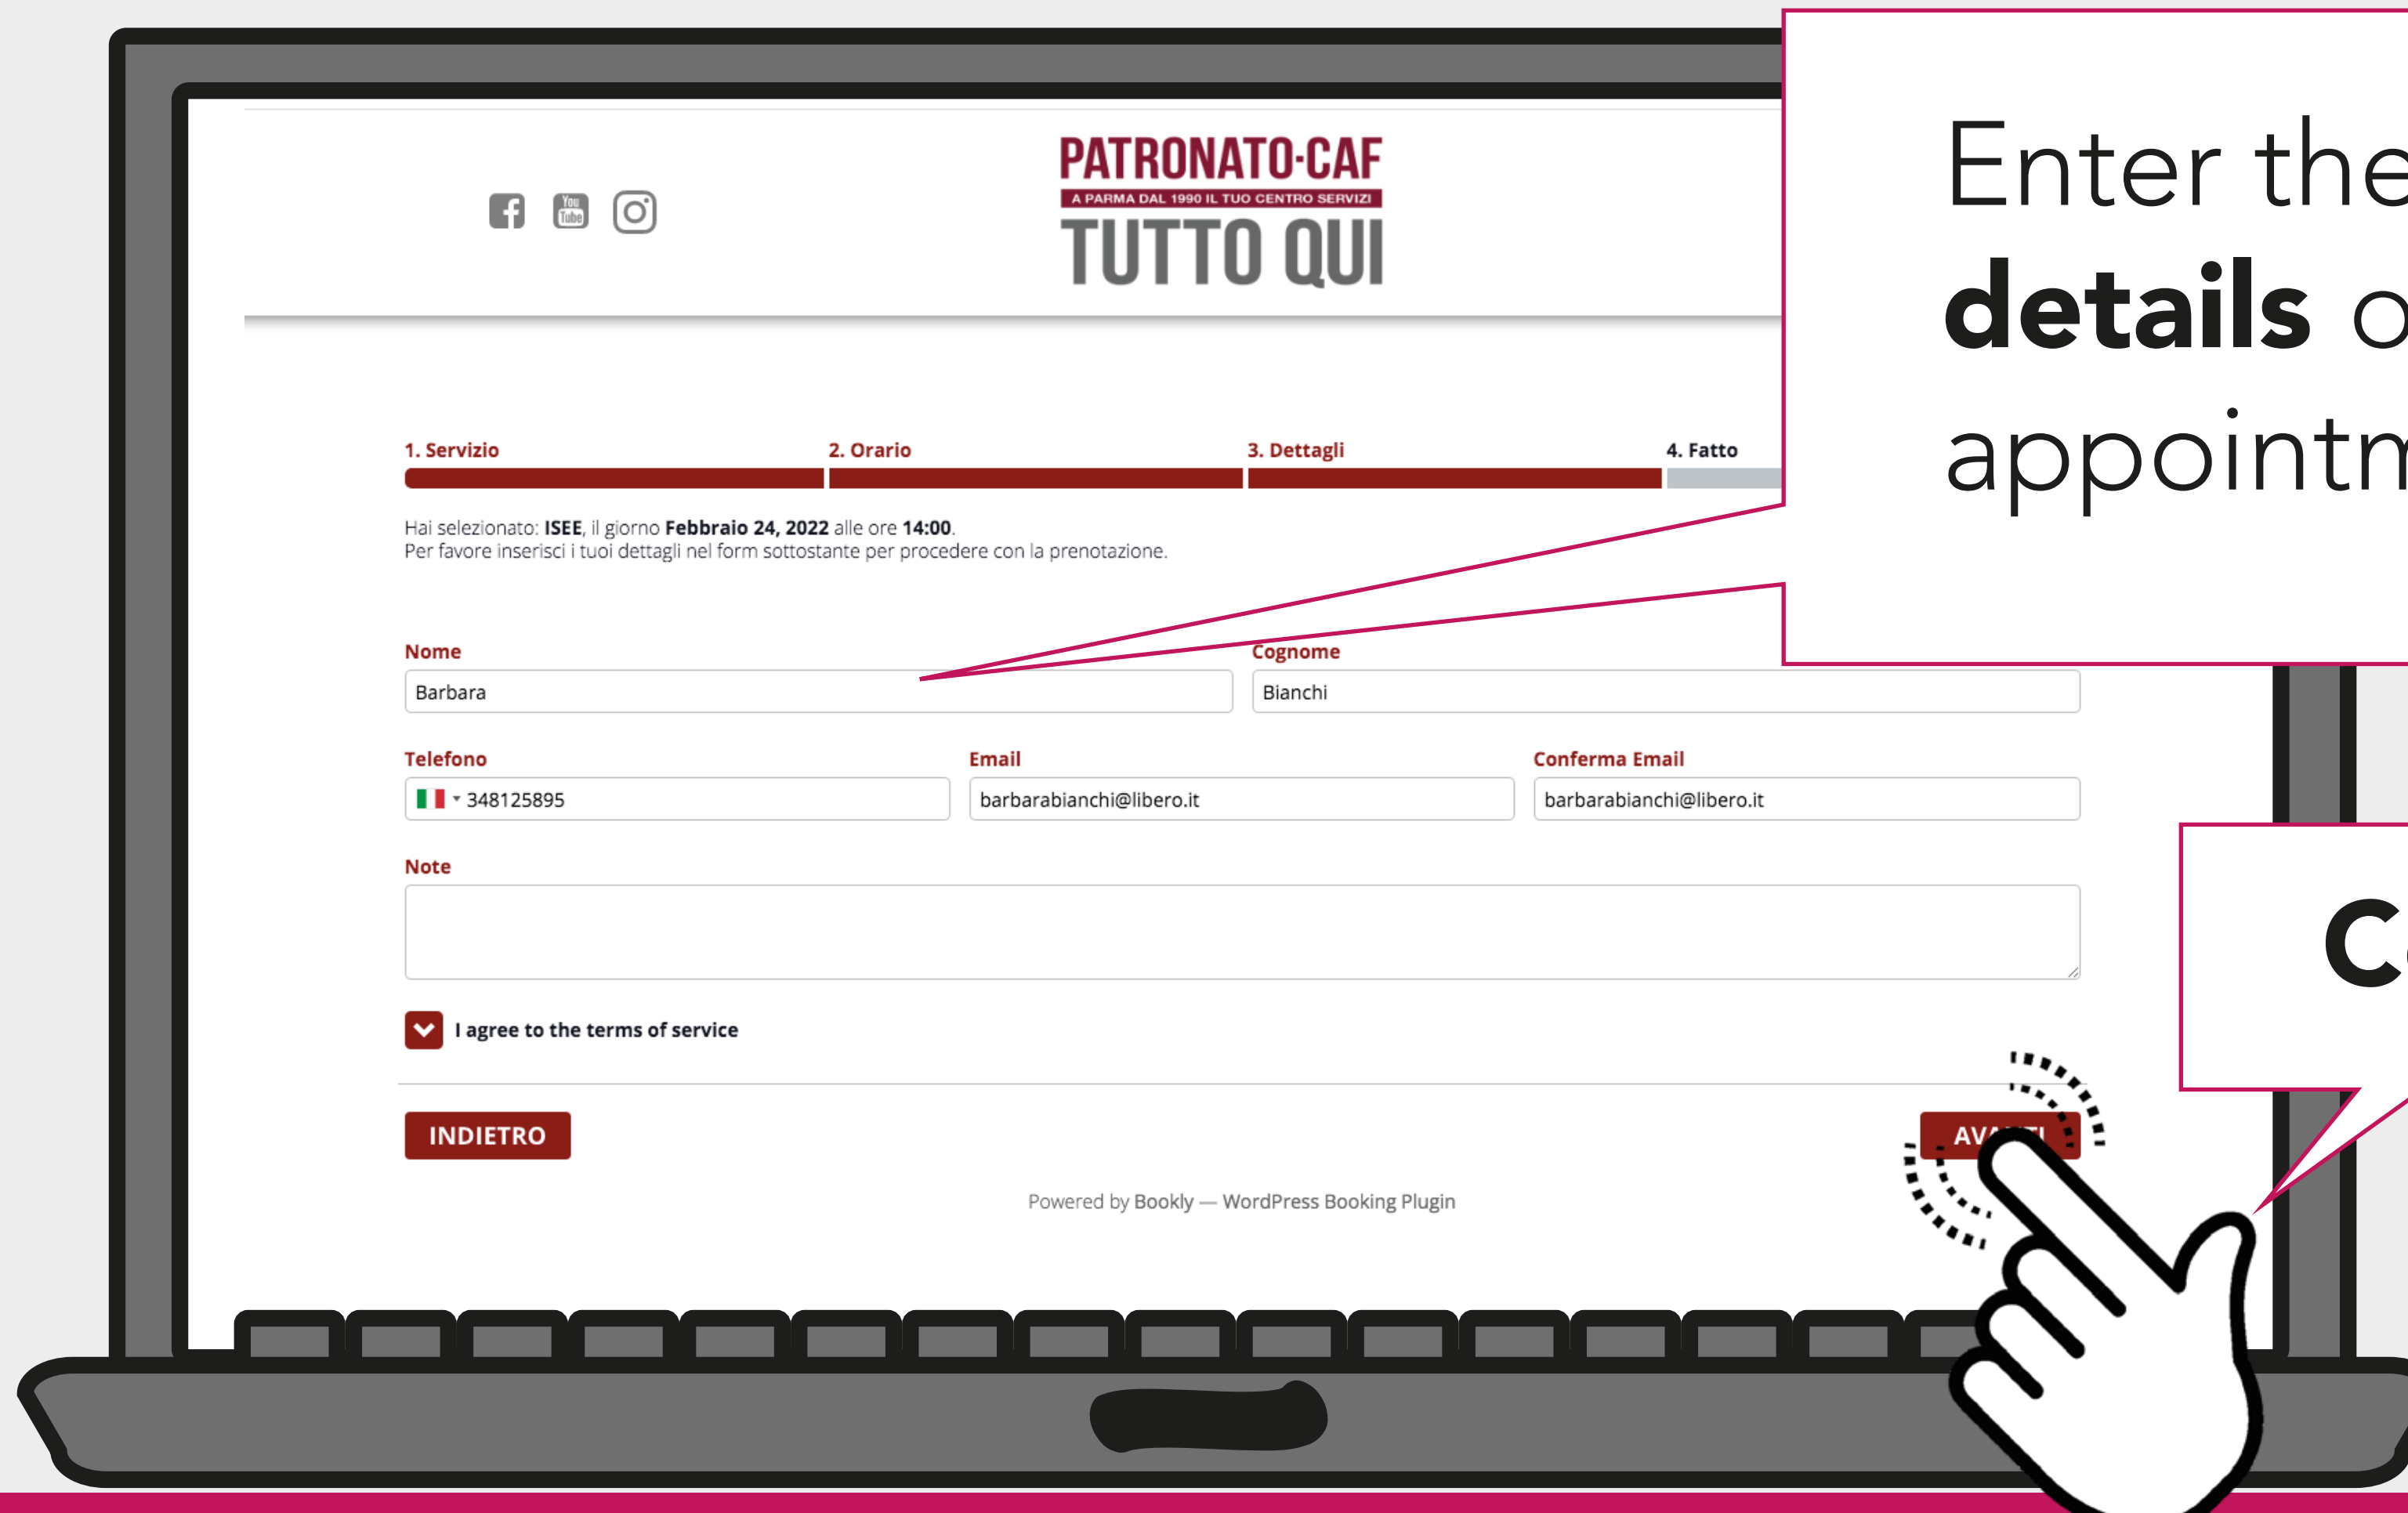 PATRONATO·CAF
A PARMA DAL 1990 IL TUO CENTRO SERVIZI
TUTTO QUI
You
Tube
Enter the
details
1. Servizio
2. Orario
3. Dettagli
4. Fatto
Hai selezionato: ISEE, il giorno Febbraio 24, 2022 alle ore 14:00.
Per favore inserisci i tuoi dettagli nel form sottostante per procedere con la prenotazione.
Nome
Cognome
Barbara
Bianchi
Telefono
Email
Conferma Email
348125895
barbarabianchi@libero.it
barbarabianchi@libero.it
Note
I agree to the terms of service
INDIETRO
Powered by Bookly — WordPress Booking Plugin